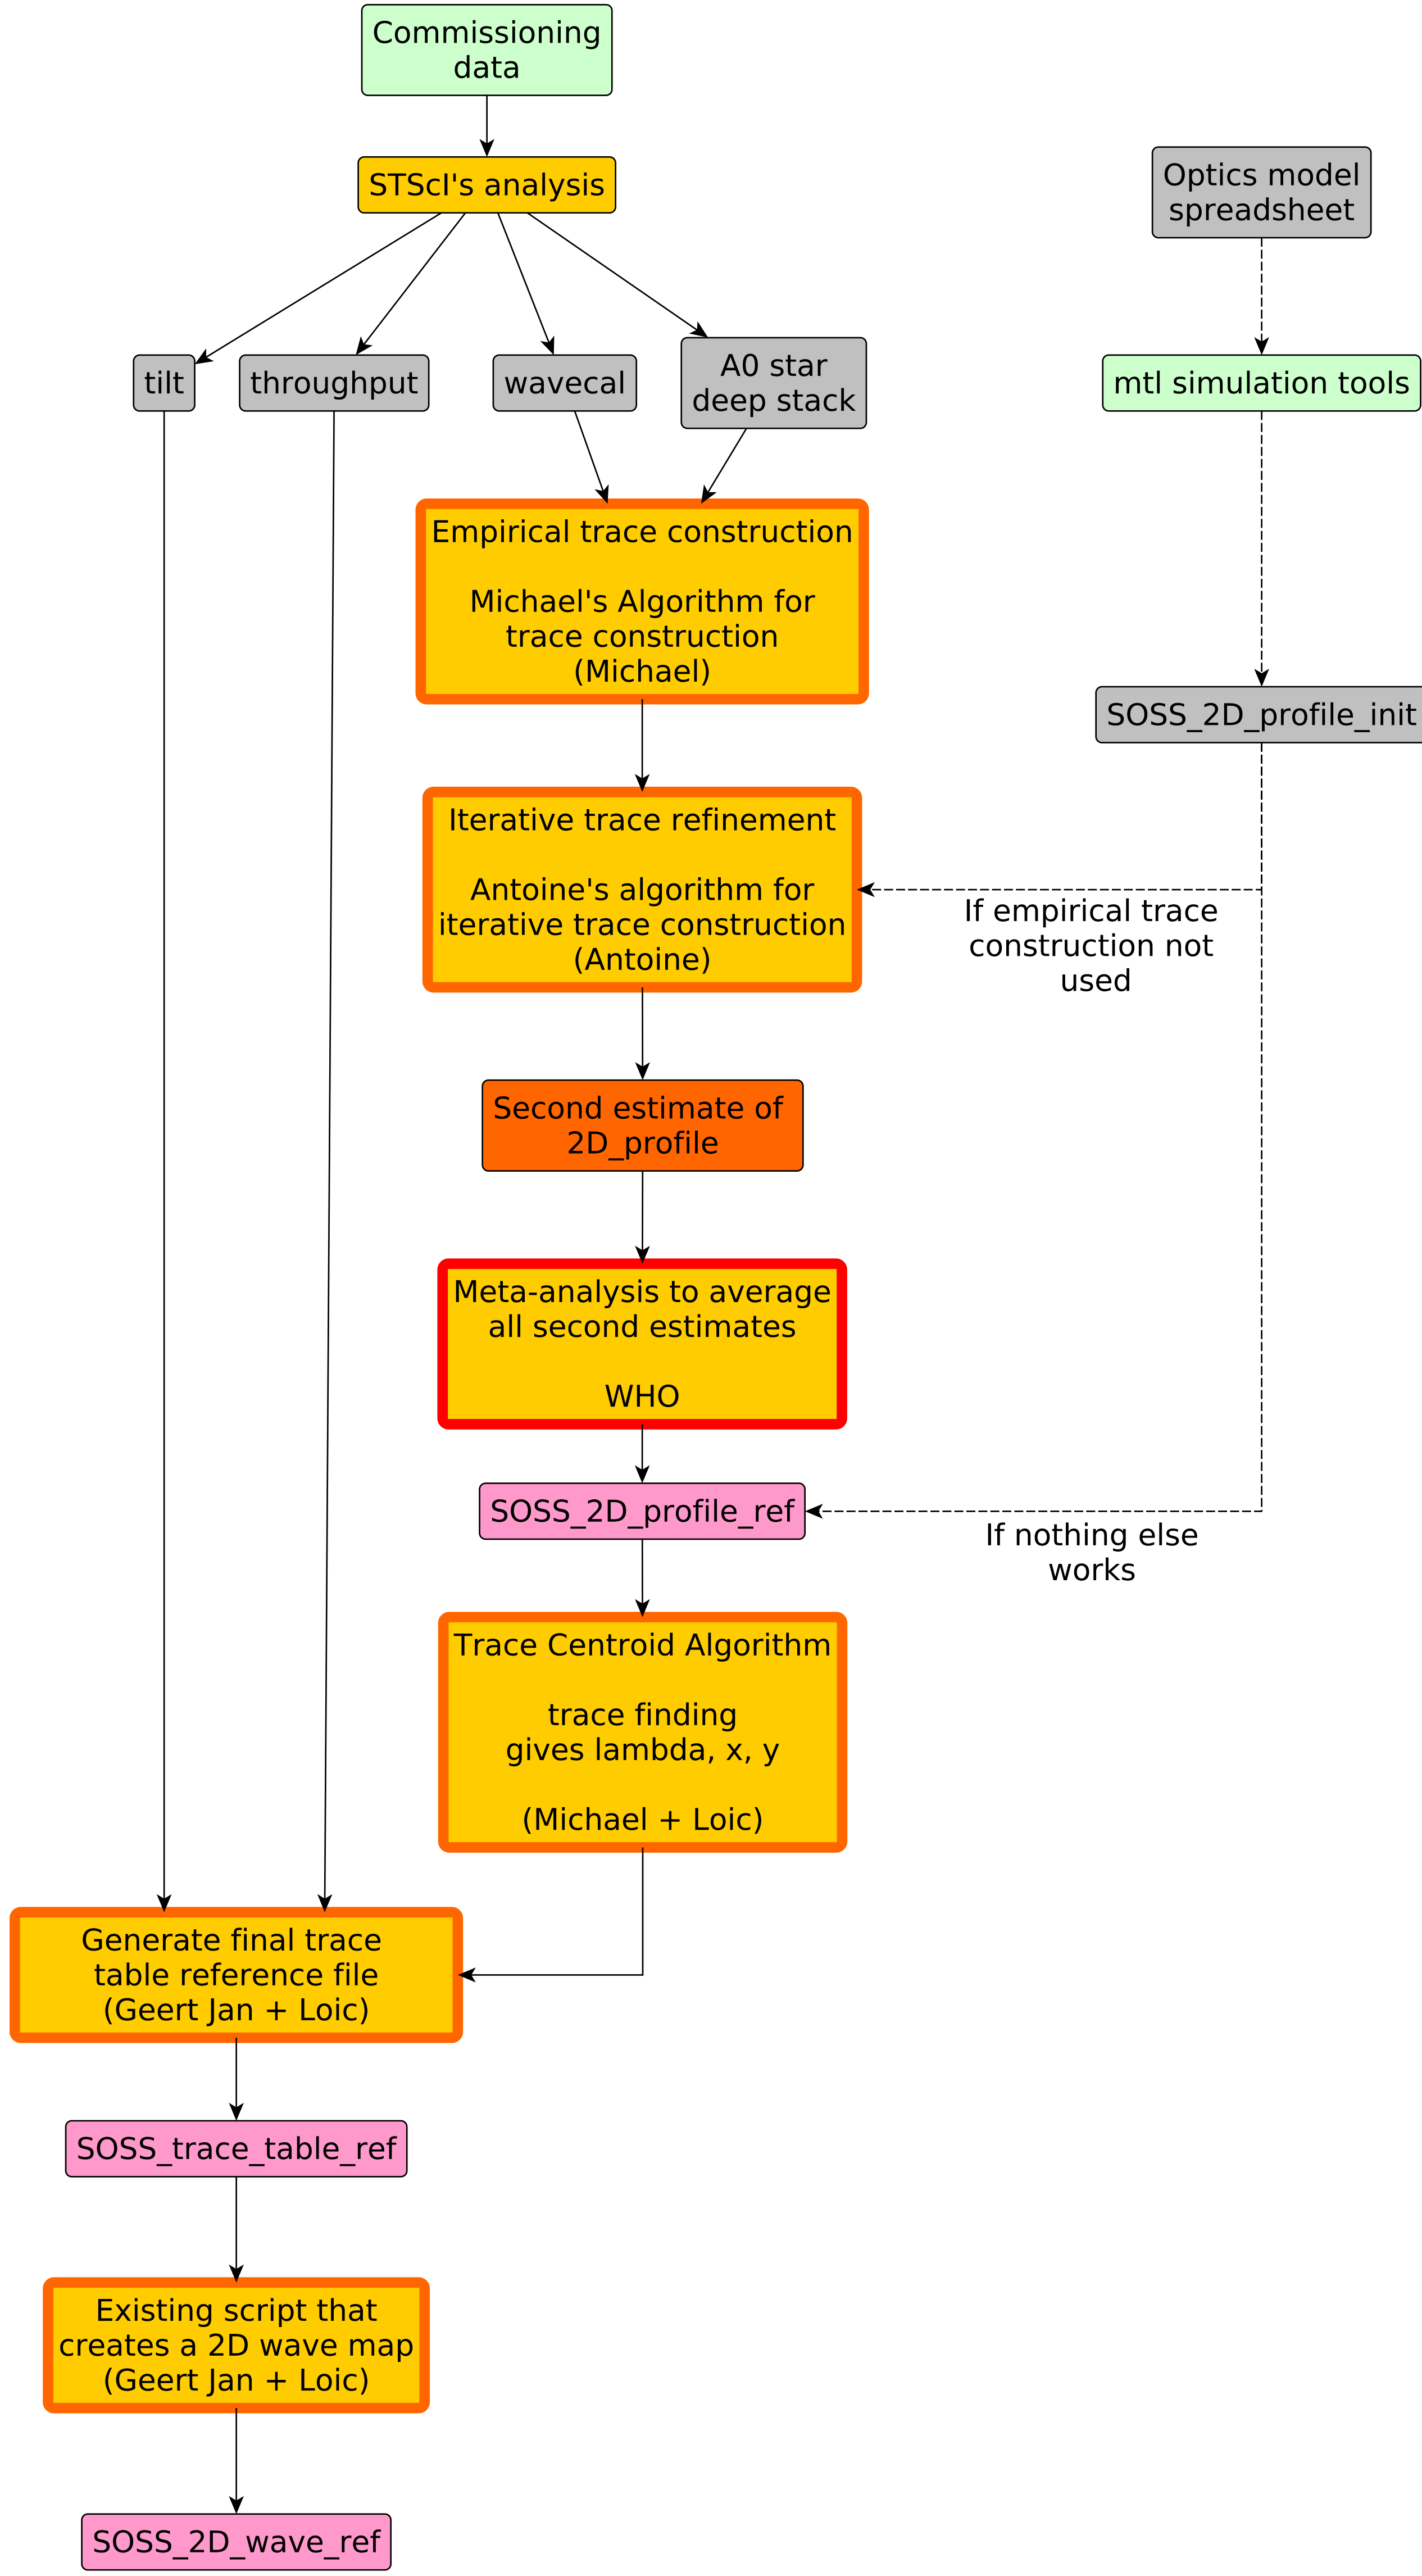 Commissioning
data
STScI's analysis
Optics model
spreadsheet
tilt
throughput
wavecal
A0 star
deep stack
mtl simulation tools
Empirical trace construction
Michael's Algorithm for
trace construction
(Michael)
SOSS_2D_profile_init
Iterative trace refinement
Antoine's algorithm for
iterative trace construction
(Antoine)
If empirical trace
construction not
used
Second estimate of
2D_profile
Meta-analysis to average
all second estimates
WHO
SOSS_2D_profile_ref
If nothing else
works
Trace Centroid Algorithm
trace finding
gives lambda, x, y
(Michael + Loic)
Generate final trace
table reference file
(Geert Jan + Loic)
SOSS_trace_table_ref
Existing script that
creates a 2D wave map
(Geert Jan + Loic)
SOSS_2D_wave_ref